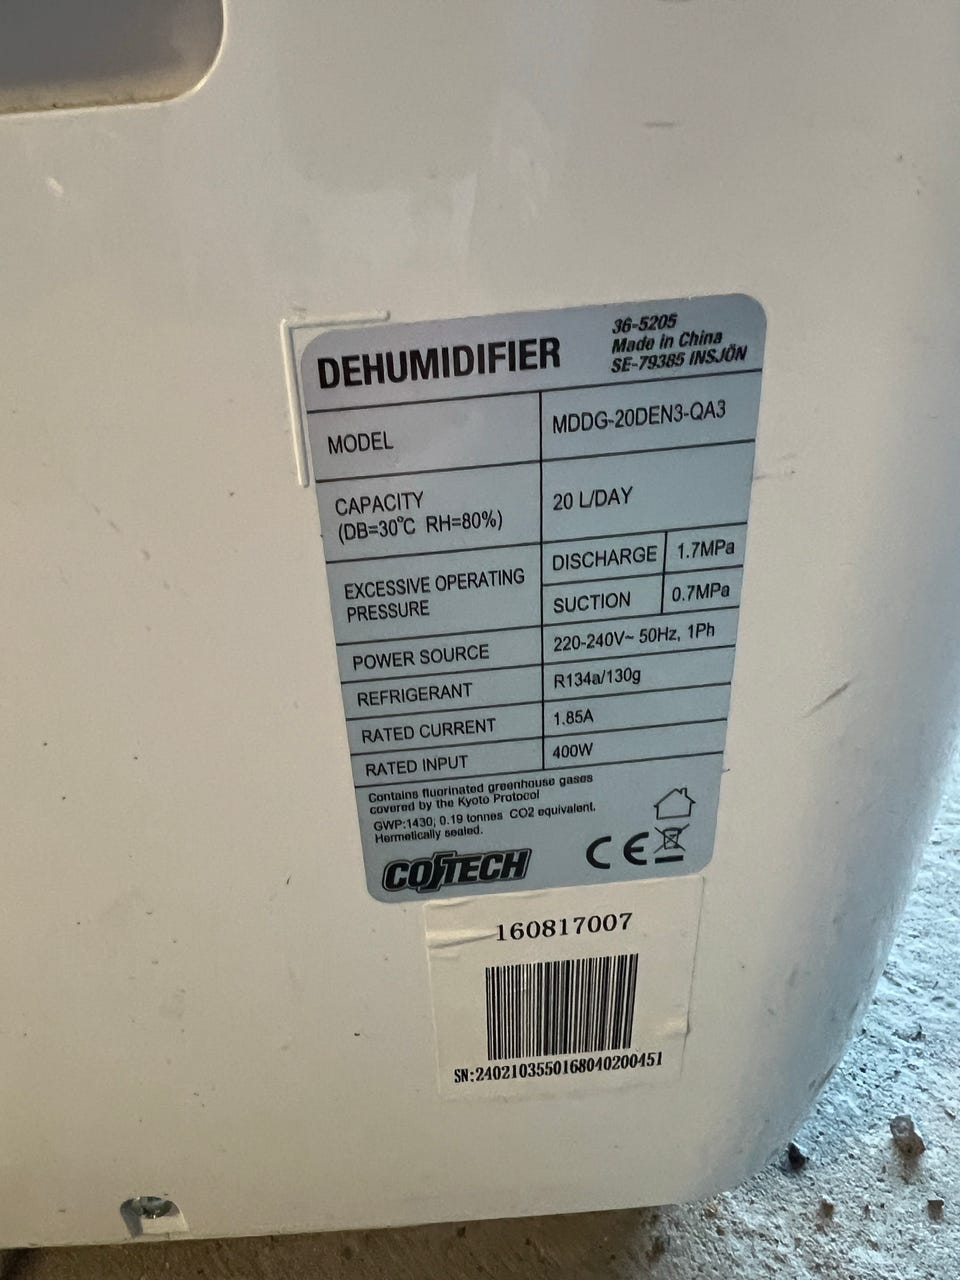 DEHUMIDIFIER
36-5205
Made in China
SE-79385 INSJÖN
MODEL MDDG-20DEN3-QA3
CAPACITY
(DB=30℃ RH=80%) 20 L/DAY
EXCESSIVE OPERATING
PRESSURE
DISCHARGE 1.7MPa
SUCTION 0.7MPa
POWER SOURCE 220-240V~ 50Hz, 1Ph
REFRIGERANT R134a/130g
RATED CURRENT 1.85A
RATED INPUT 400W
Contains fluorinated greenhouse gases
covered by the Kyoto Protocol
GWP:1430; 0.19 tonnes CO2 equivalent.
Hermetically sealed.
COTECH
CE
160817007
SN:2402103550168040200451